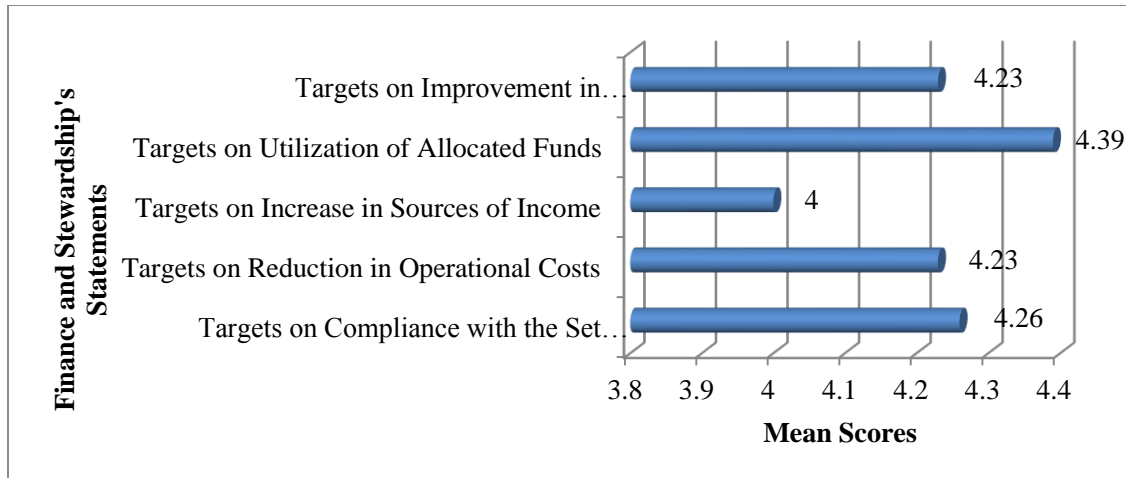 Finance and Stewardship's
Statements
Targets on Improvement in…
4.23
Targets on Utilization of Allocated Funds
4.39
Targets on Increase in Sources of Income
4
Targets on Reduction in Operational Costs
4.23
Targets on Compliance with the Set…
4.26
3.8 3.9 4 4.1 4.2 4.3 4.4
Mean Scores